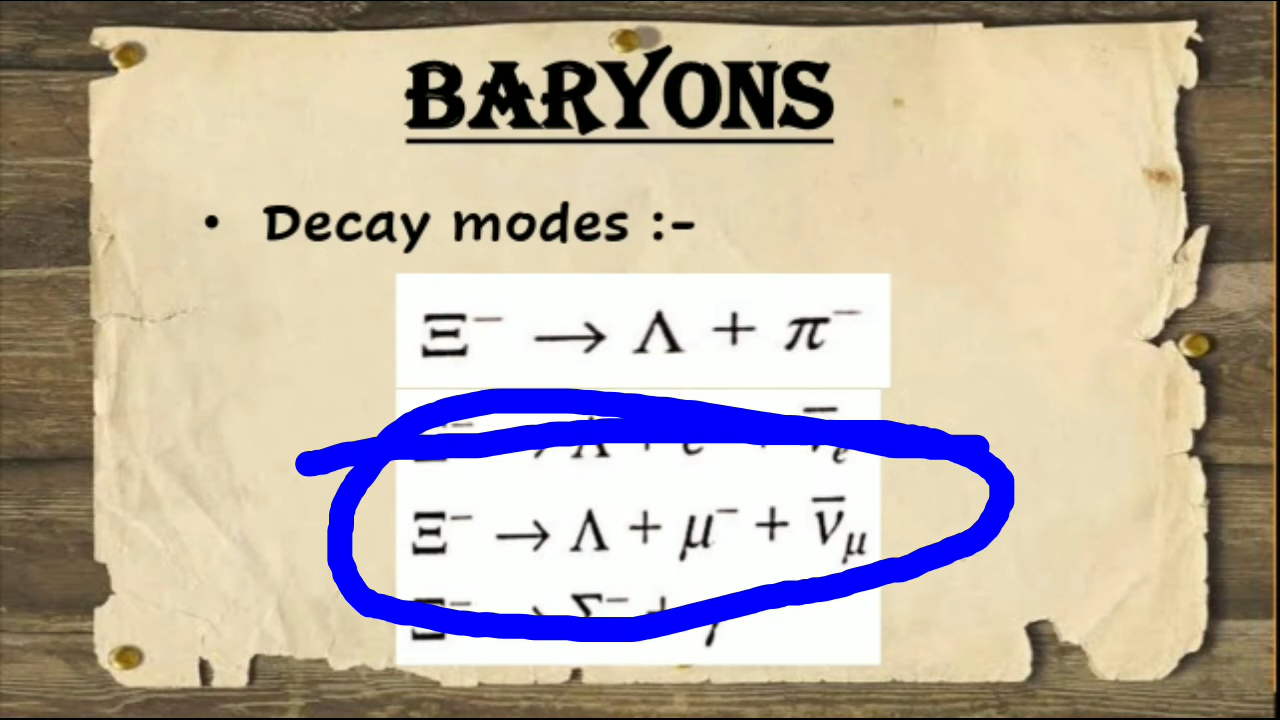 BARYONS
• Decay modes :-
Ξ⁻ → Λ + π⁻
Ξ⁻ → Λ + e⁻ + ν̄ₑ
Ξ⁻ → Λ + μ⁻ + ν̄_μ
Ξ⁻ → Σ⁻ + γ